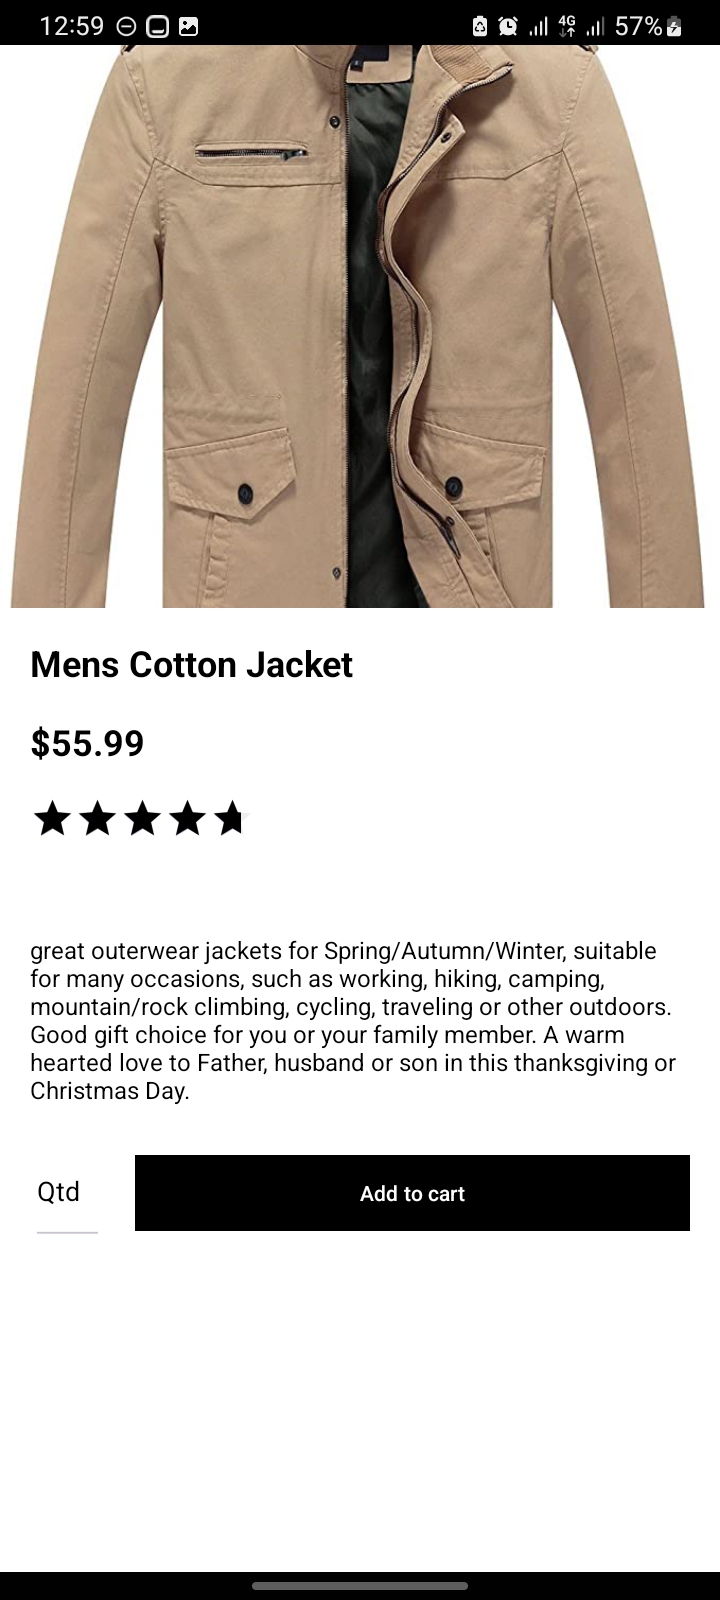 12:59 4G 57%
Mens Cotton Jacket
$55.99
great outerwear jackets for Spring/Autumn/Winter, suitable
for many occasions, such as working, hiking, camping,
mountain/rock climbing, cycling, traveling or other outdoors.
Good gift choice for you or your family member. A warm
hearted love to Father, husband or son in this thanksgiving or
Christmas Day.
Qtd
Add to cart